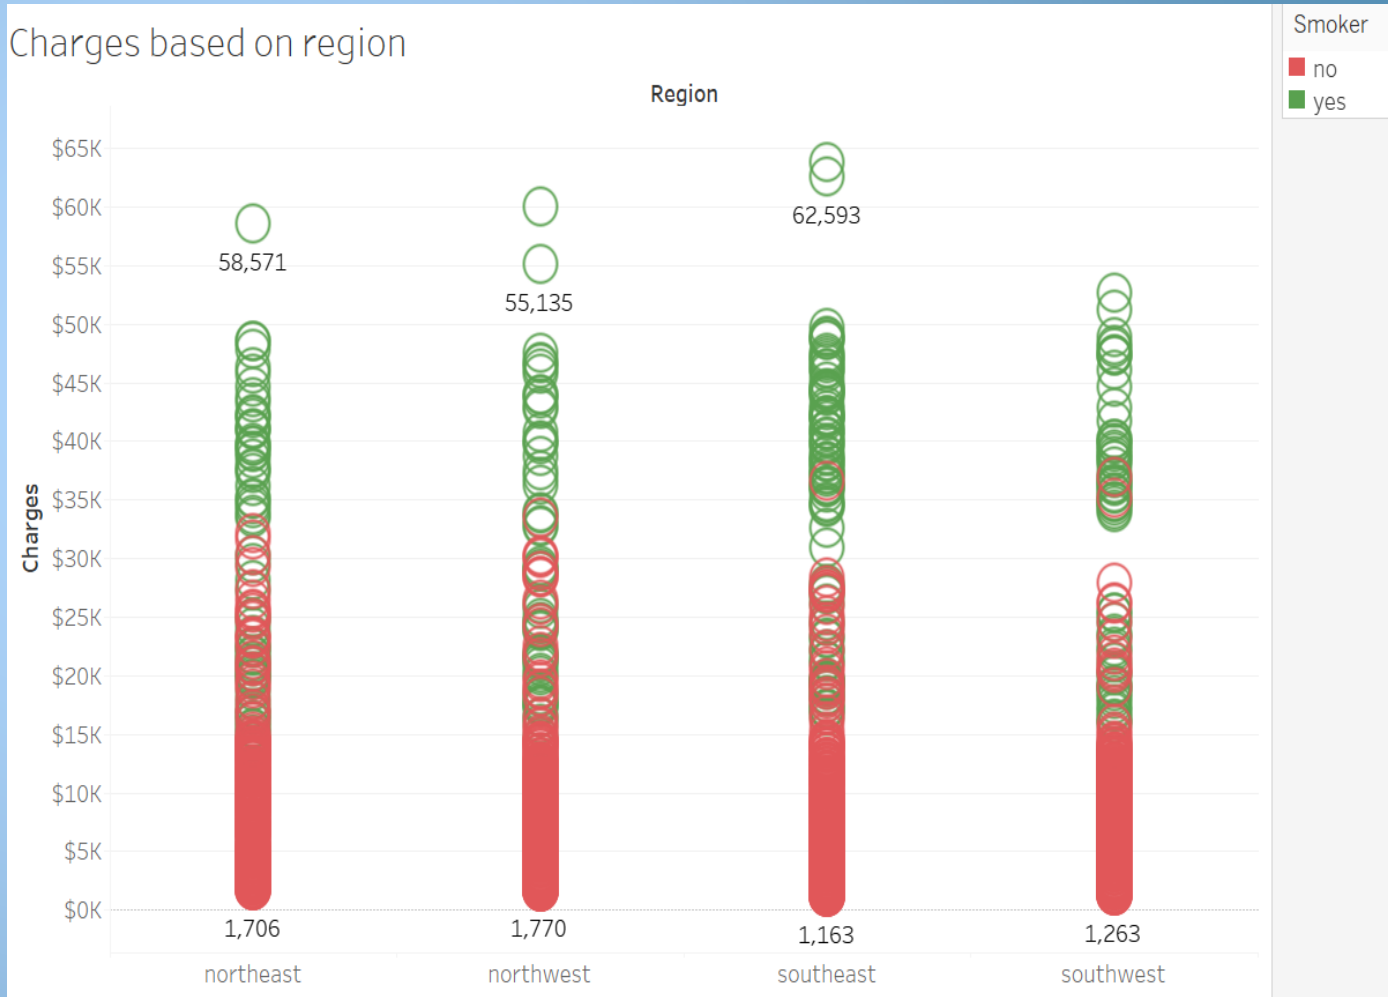 Charges based on region
Smoker
no
yes
Region
Charges
$65K
$60K
$55K
$50K
$45K
$40K
$35K
$30K
$25K
$20K
$15K
$10K
$5K
$0K
58,571
55,135
62,593
1,706
1,770
1,163
1,263
northeast
northwest
southeast
southwest